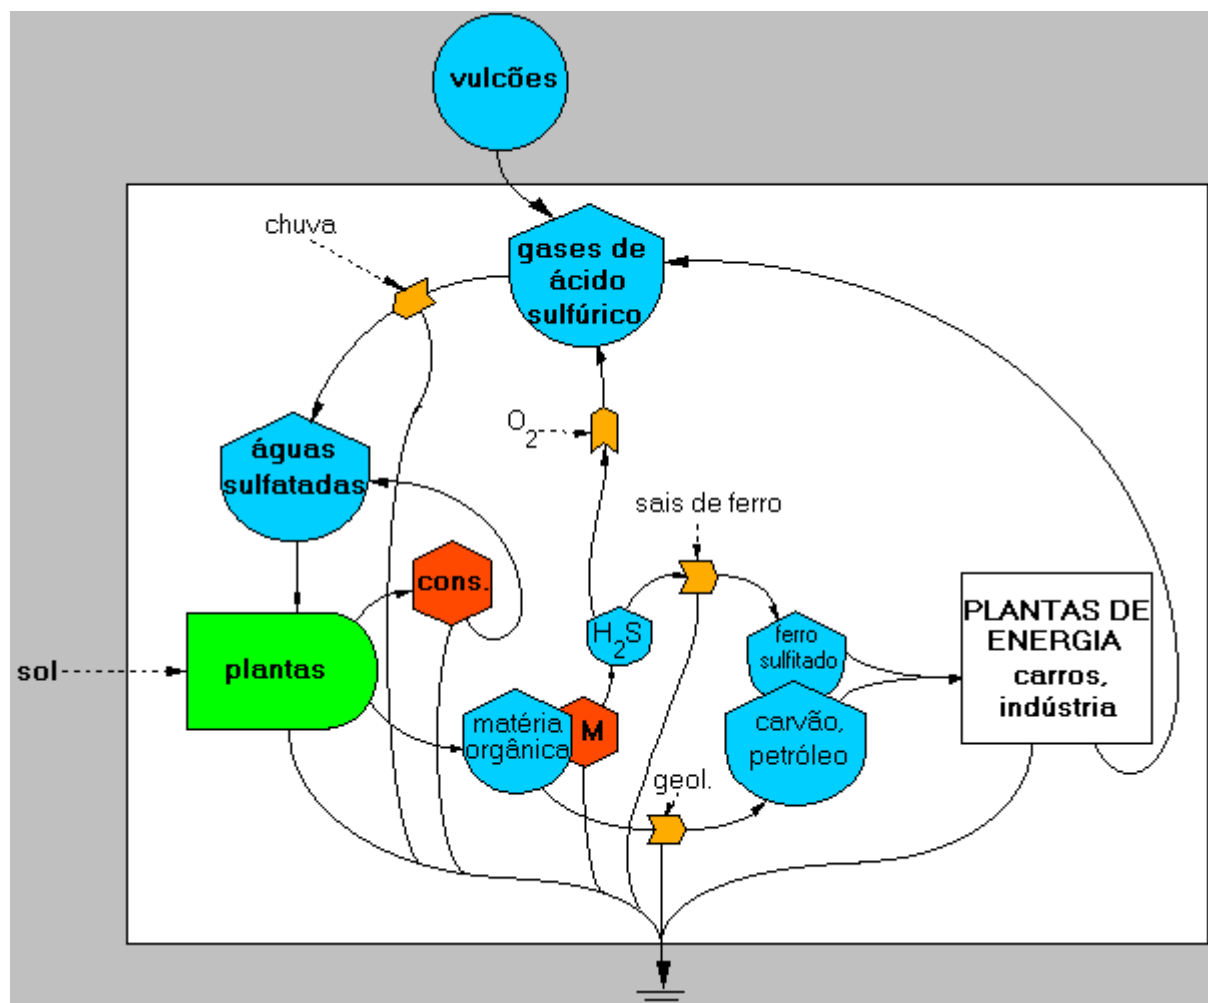 vulcões
chuva
gases de
ácido
sulfúrico
O2
águas
sulfatadas
sais de ferro
cons.
PLANTAS DE
ENERGIA
carros,
indústria
H2S
ferro
sulfitado
sol
plantas
matéria
orgânica
M
carvão,
petróleo
geol.